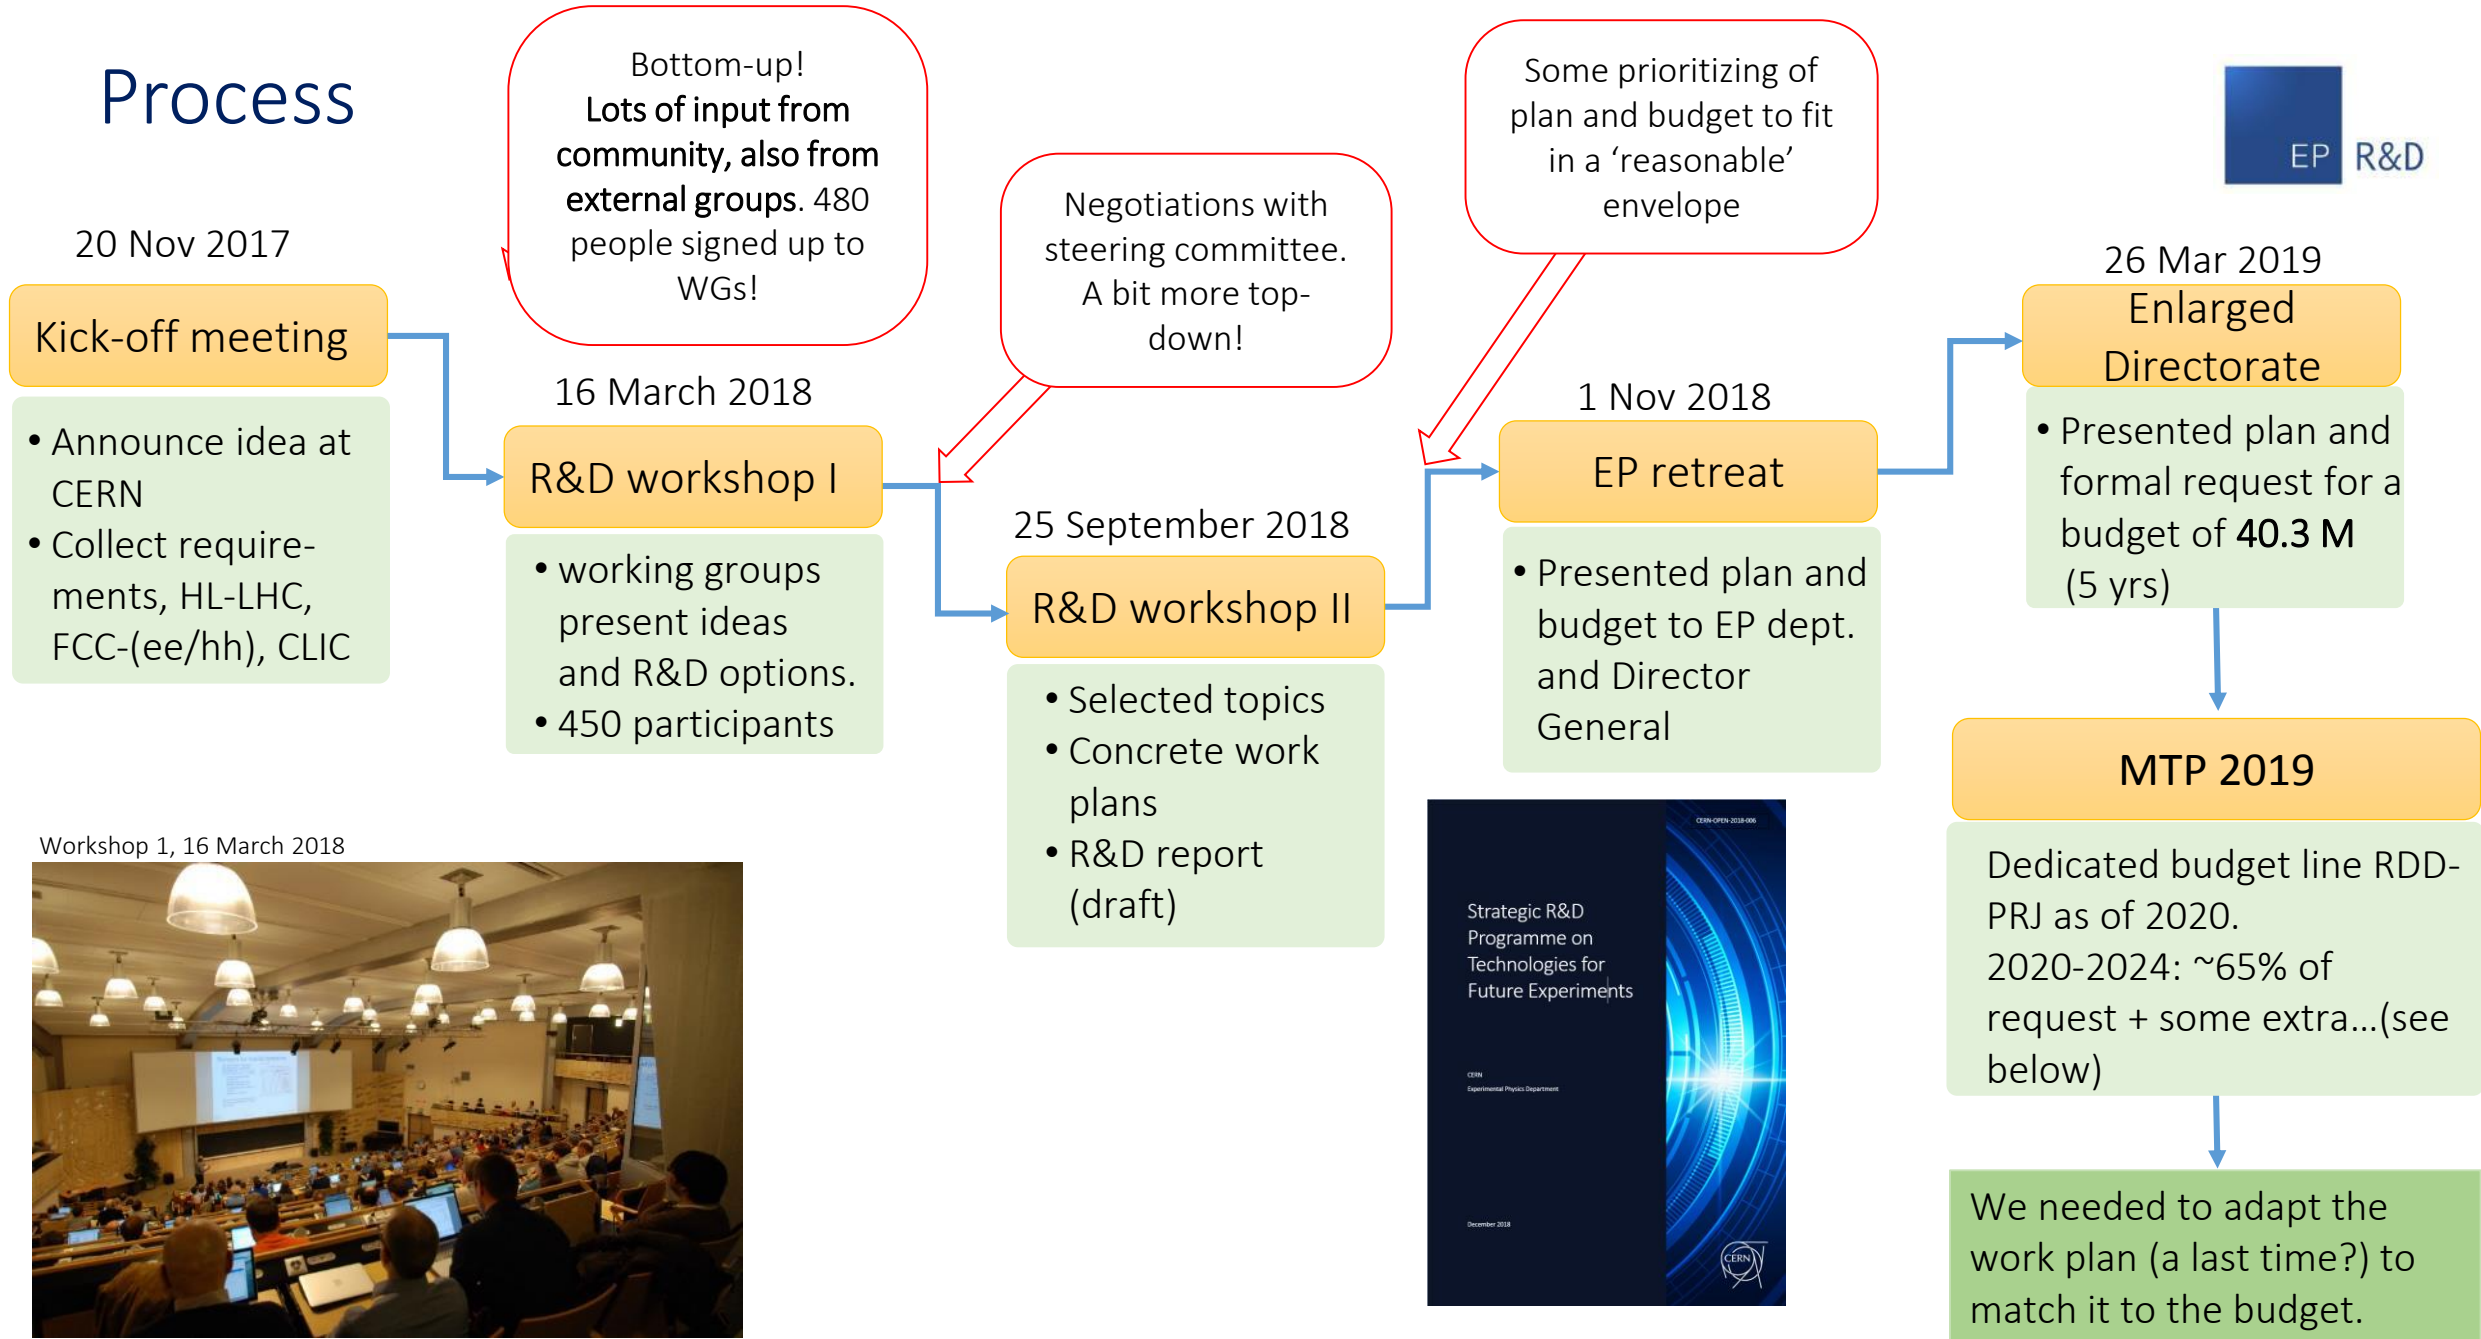 Process
Bottom-up!
Lots of input from
community, also from
external groups. 480
people signed up to
WGs!
Negotiations with
steering committee.
A bit more top-
down!
Some prioritizing of
plan and budget to fit
in a ‘reasonable’
envelope
EP R&D
20 Nov 2017
Kick-off meeting
• Announce idea at
CERN
• Collect require-
ments, HL-LHC,
FCC-(ee/hh), CLIC
16 March 2018
R&D workshop I
• working groups
present ideas
and R&D options.
• 450 participants
25 September 2018
R&D workshop II
• Selected topics
• Concrete work
plans
• R&D report
(draft)
1 Nov 2018
EP retreat
• Presented plan and
budget to EP dept.
and Director
General
26 Mar 2019
Enlarged
Directorate
• Presented plan and
formal request for a
budget of 40.3 M
(5 yrs)
MTP 2019
Dedicated budget line RDD-
PRJ as of 2020.
2020-2024: ~65% of
request + some extra...(see
below)
We needed to adapt the
work plan (a last time?) to
match it to the budget.
Workshop 1, 16 March 2018
CERN-OPEN-2018-006
Strategic R&D
Programme on
Technologies for
Future Experiments
CERN
Experimental Physics Department
December 2018
CERN